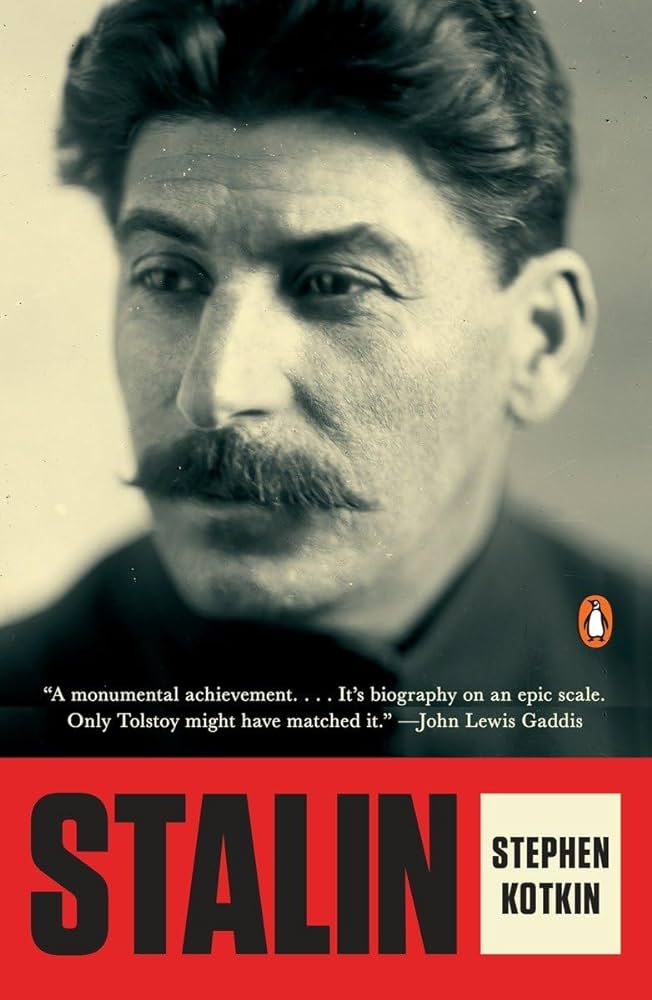 “A monumental achievement. . . . It’s biography on an epic scale.
Only Tolstoy might have matched it.” —John Lewis Gaddis
STALIN
STEPHEN
KOTKIN